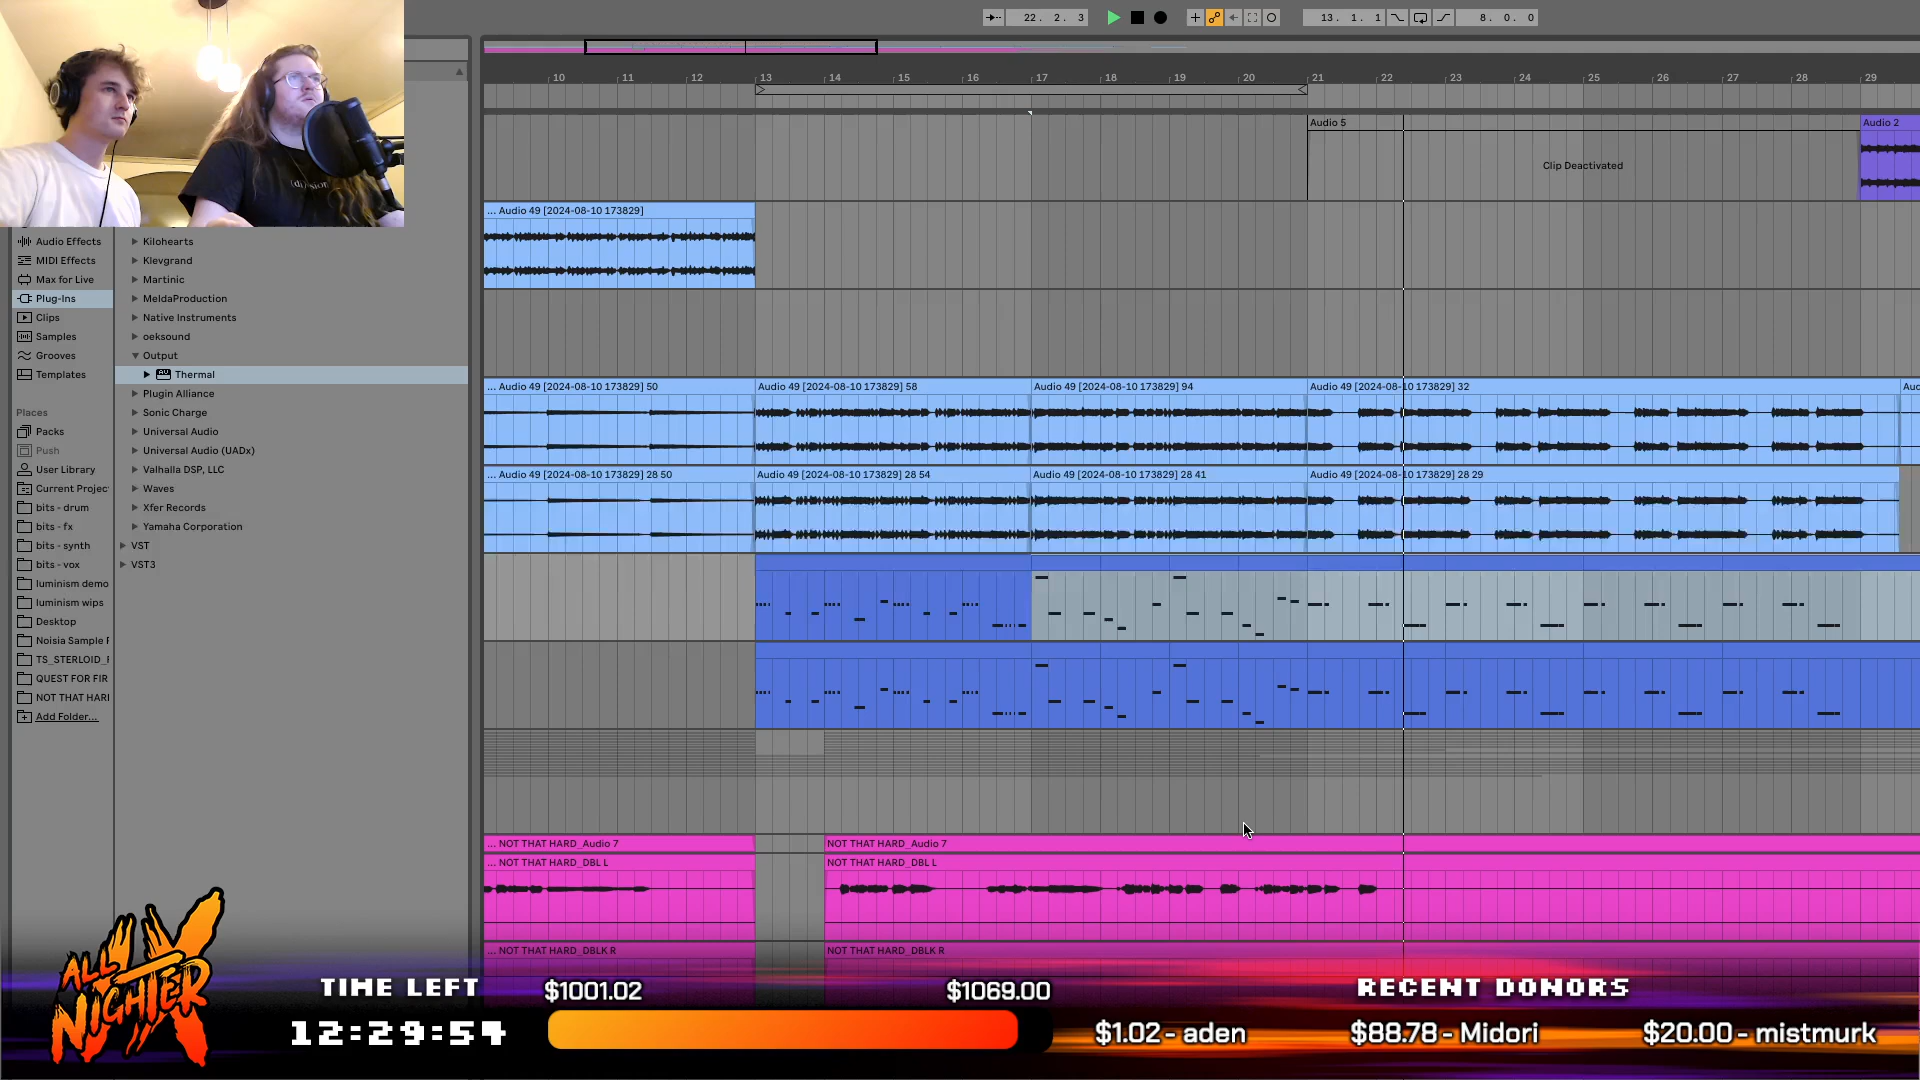 22. 2. 3
13. 1. 1
8. 0. 0
10 11 12 13 14 15 16 17 18 19 20 21 22 23 24 25 26 27 28 29
Audio 5
Audio 2
Clip Deactivated
... Audio 49 [2024-08-10 173829]
Audio Effects
MIDI Effects
Max for Live
Plug-Ins
Clips
Samples
Grooves
Templates
Places
Packs
Push
User Library
Current Projec
bits - drum
bits - fx
bits - synth
bits - vox
luminism demo
luminism wips
Desktop
Noisia Sample
TS_STERLOID_
QUEST FOR FIR
NOT THAT HARI
Add Folder...
Kilohearts
Klevgrand
Martinic
MeldaProduction
Native Instruments
oeksound
Output
Thermal
Plugin Alliance
Sonic Charge
Universal Audio
Universal Audio (UADx)
Valhalla DSP, LLC
Waves
Xfer Records
Yamaha Corporation
VST
VST3
... Audio 49 [2024-08-10 173829] 50
Audio 49 [2024-08-10 173829] 58
Audio 49 [2024-08-10 173829] 94
Audio 49 [2024-08-10 173829] 32
Auc
... Audio 49 [2024-08-10 173829] 28 50
Audio 49 [2024-08-10 173829] 28 54
Audio 49 [2024-08-10 173829] 28 41
Audio 49 [2024-08-10 173829] 28 29
... NOT THAT HARD_Audio 7
NOT THAT HARD_Audio 7
... NOT THAT HARD_DBL L
NOT THAT HARD_DBL L
... NOT THAT HARD_DBLK R
NOT THAT HARD_DBLK R
ALL NIGHTER
TIME LEFT
12:29:54
$1001.02
$1069.00
RECENT DONORS
$1.02 - aden
$88.78 - Midori
$20.00 - mistmurk